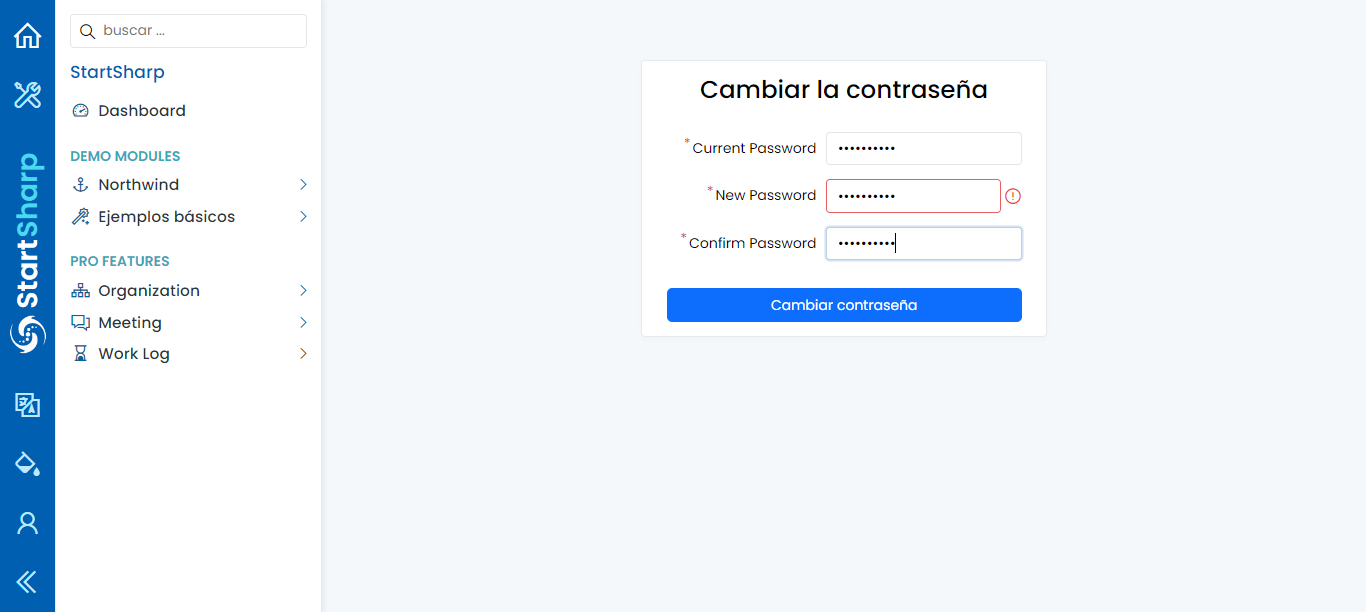 buscar ...
StartSharp
Dashboard
DEMO MODULES
Northwind
Ejemplos básicos
PRO FEATURES
Organization
Meeting
Work Log
StartSharp
Cambiar la contraseña
*Current Password
••••••••••
*New Password
••••••••••
*Confirm Password
••••••••••
Cambiar contraseña